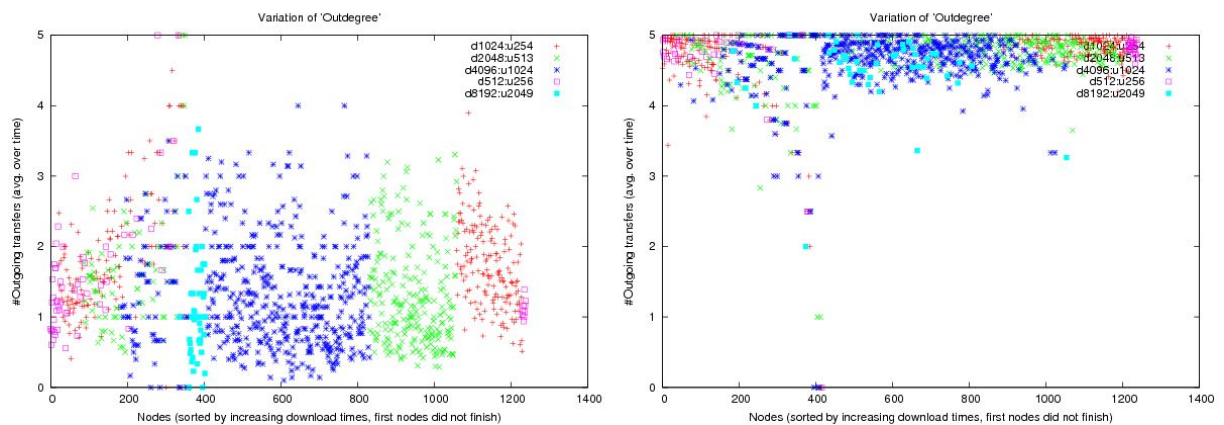 Variation of 'Outdegree'
#Outgoing transfers (avg. over time)
5
4
3
2
1
0
d1024:u254
d2048:u513
d4096:u1024
d512:u256
d8192:u2049
0 200 400 600 800 1000 1200 1400
Nodes (sorted by increasing download times, first nodes did not finish)
Variation of 'Outdegree'
#Outgoing transfers (avg. over time)
5
4
3
2
1
0
d1024:u254
d2048:u513
d4096:u1024
d512:u256
d8192:u2049
0 200 400 600 800 1000 1200 1400
Nodes (sorted by increasing download times, first nodes did not finish)